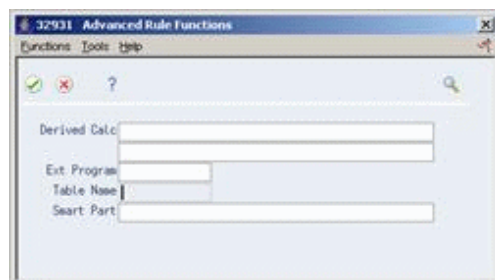 32931 Advanced Rule Functions
Functions Tools Help
?
Derived Calc
Ext Program
Table Name
Smart Part